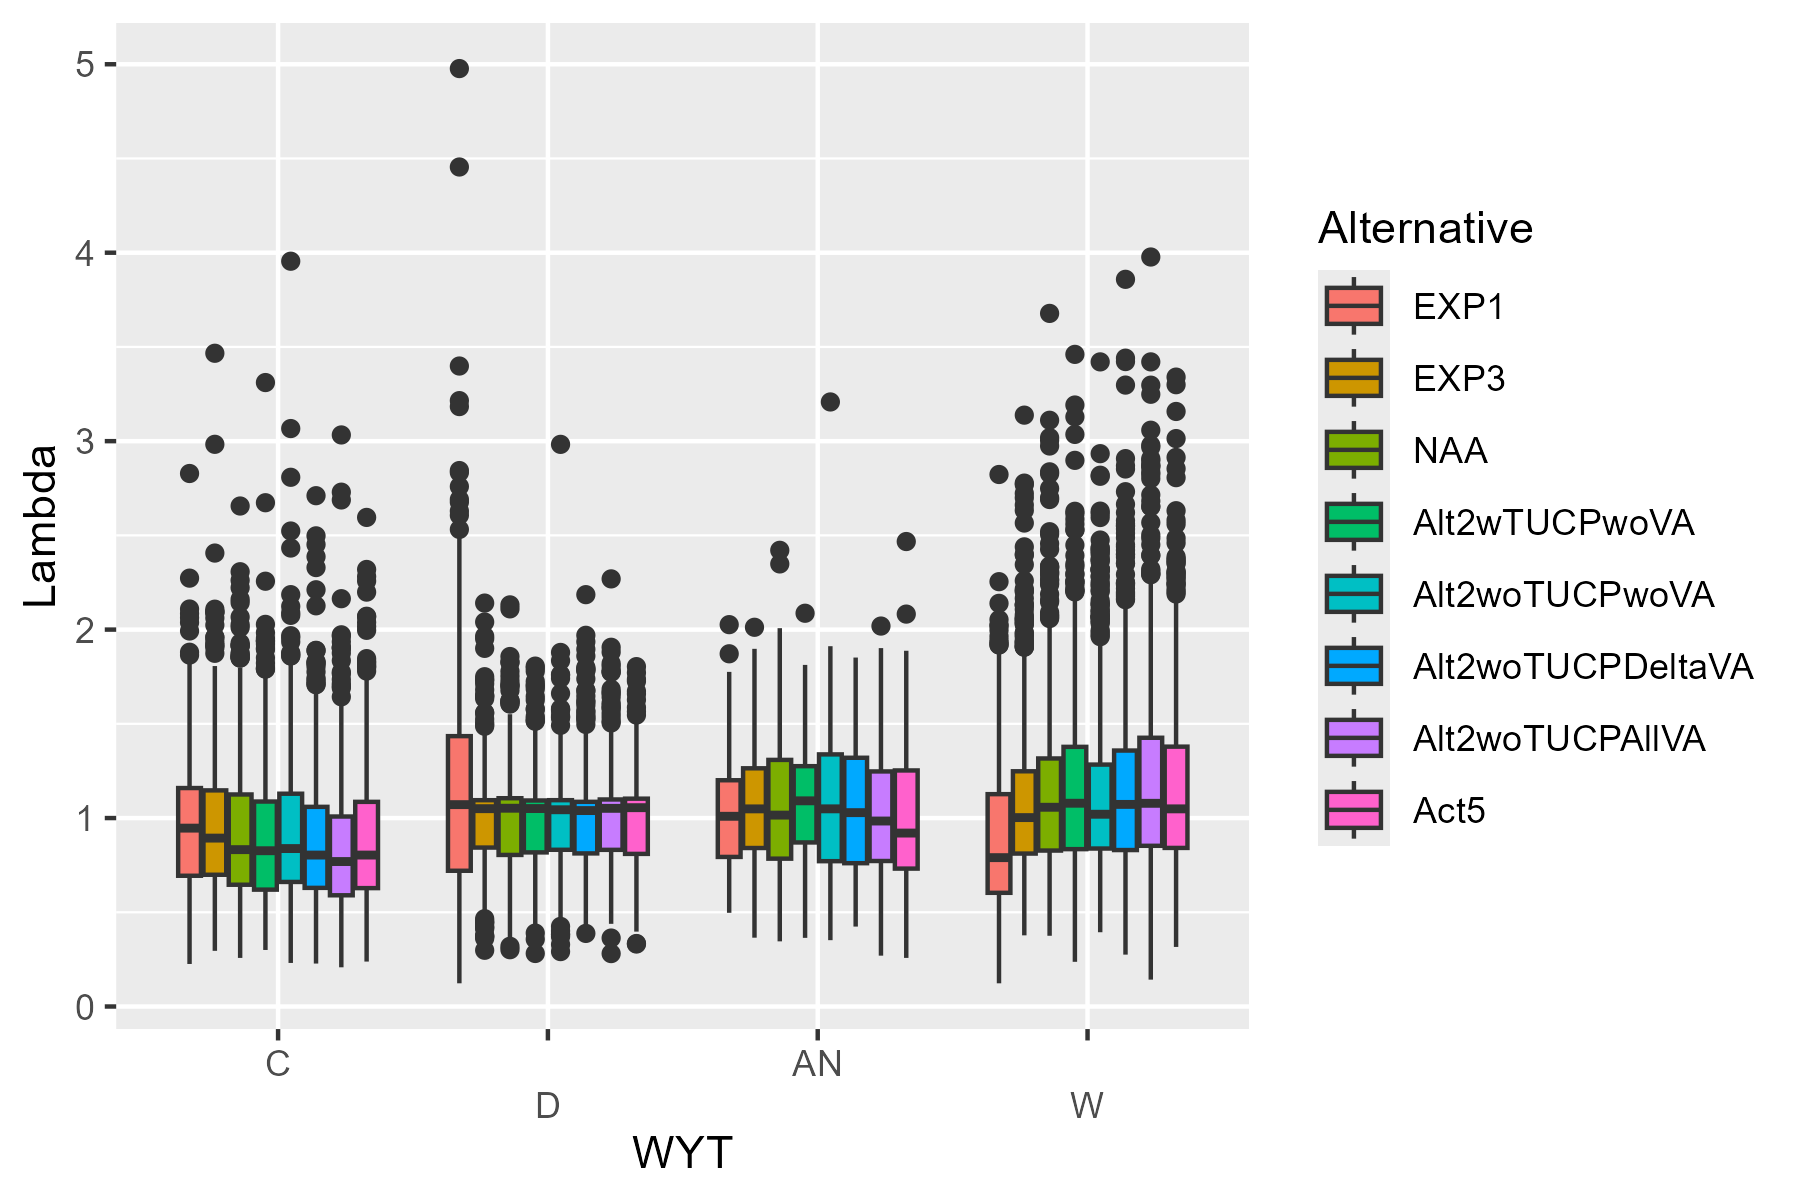 5
4
3
2
1
0
Lambda
C
D
AN
W
WYT
Alternative
EXP1
EXP3
NAA
Alt2wTUCPwoVA
Alt2woTUCPwoVA
Alt2woTUCPDeltaVA
Alt2woTUCPAllVA
Act5